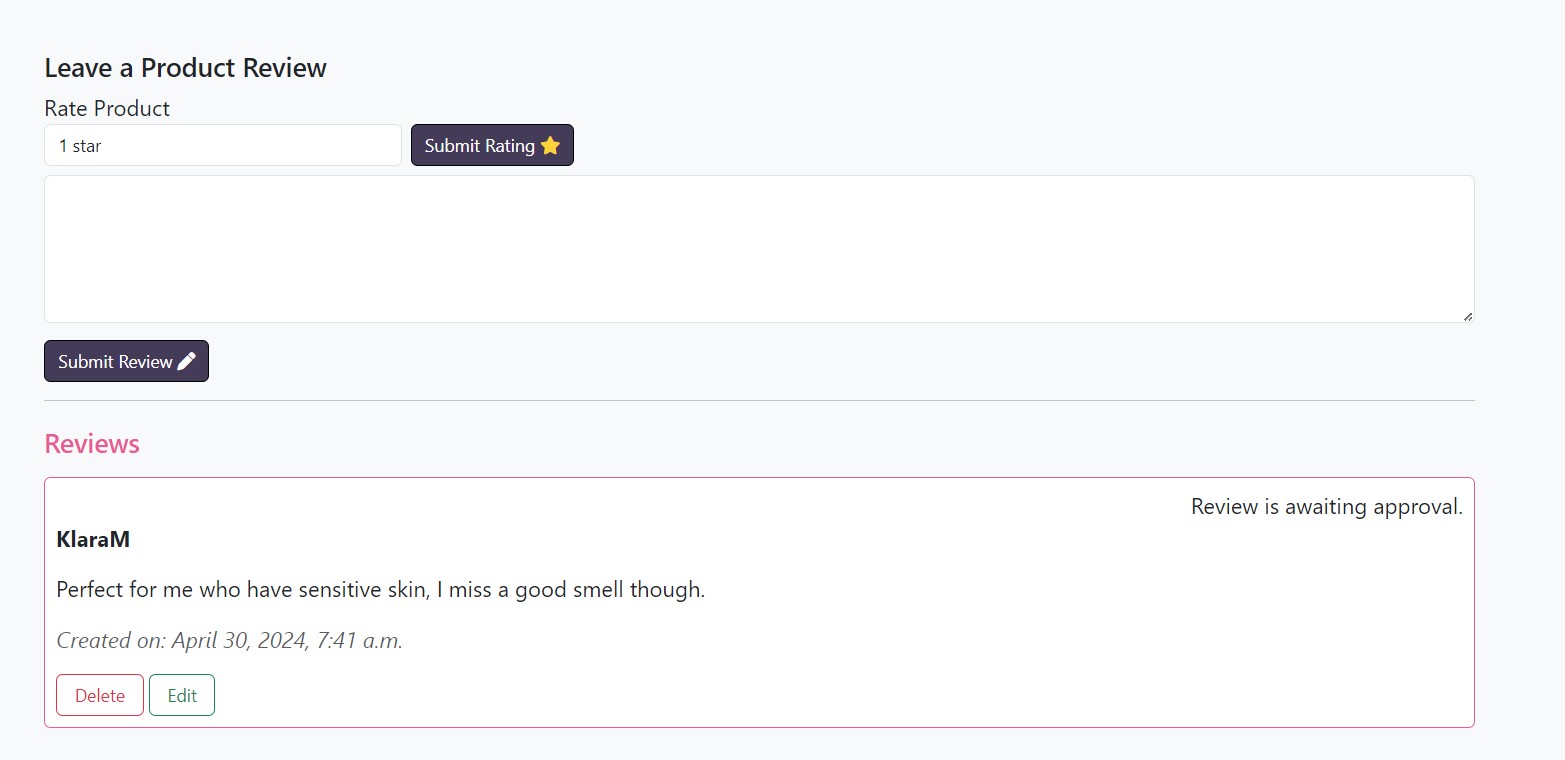 Leave a Product Review
Rate Product
1 star
Submit Rating
Submit Review
Reviews
Review is awaiting approval.
KlaraM
Perfect for me who have sensitive skin, I miss a good smell though.
Created on: April 30, 2024, 7:41 a.m.
Delete Edit